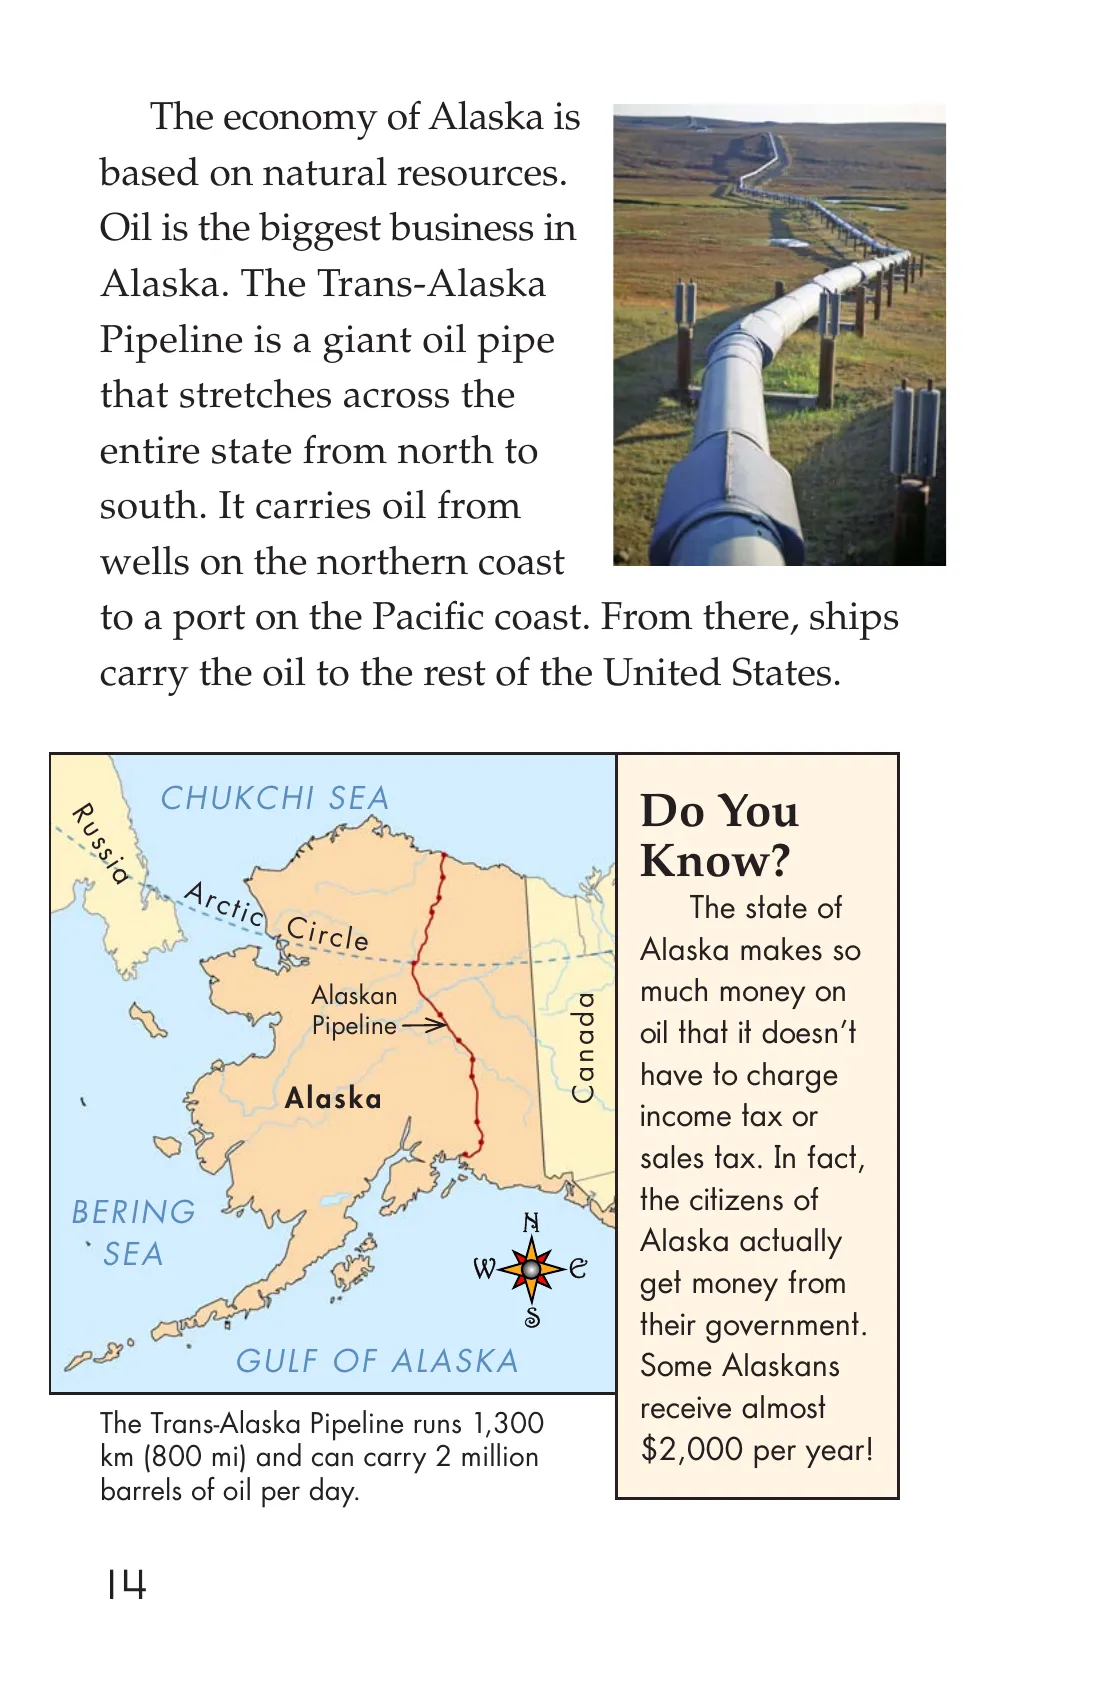 The economy of Alaska is
based on natural resources.
Oil is the biggest business in
Alaska. The Trans-Alaska
Pipeline is a giant oil pipe
that stretches across the
entire state from north to
south. It carries oil from
wells on the northern coast
to a port on the Pacific coast. From there, ships
carry the oil to the rest of the United States.
CHUKCHI SEA
Russia
Arctic Circle
Alaskan
Pipeline
Canada
Alaska
BERING
SEA
N
W E
S
GULF OF ALASKA
The Trans-Alaska Pipeline runs 1,300
km (800 mi) and can carry 2 million
barrels of oil per day.
Do You
Know?
The state of
Alaska makes so
much money on
oil that it doesn't
have to charge
income tax or
sales tax. In fact,
the citizens of
Alaska actually
get money from
their government.
Some Alaskans
receive almost
$2,000 per year!
14